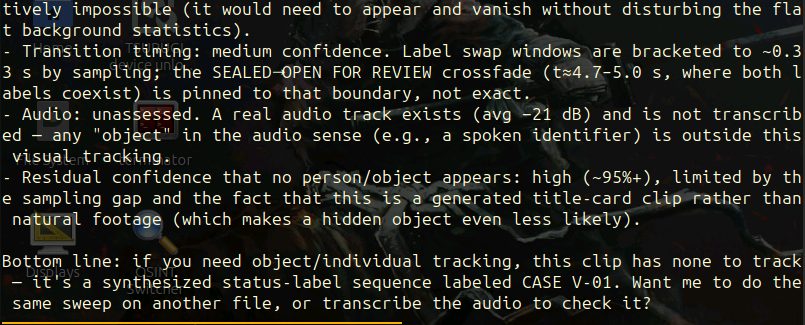 tively impossible (it would need to appear and vanish without disturbing the fla
t background statistics).
- Transition timing: medium confidence. Label swap windows are bracketed to ~0.3
3 s by sampling; the SEALED→OPEN FOR REVIEW crossfade (t≈4.7–5.0 s, where both l
abels coexist) is pinned to that boundary, not exact.
- Audio: unassessed. A real audio track exists (avg −21 dB) and is not transcrib
ed — any "object" in the audio sense (e.g., a spoken identifier) is outside this
visual tracking.
- Residual confidence that no person/object appears: high (~95%+), limited by th
e sampling gap and the fact that this is a generated title-card clip rather than
natural footage (which makes a hidden object even less likely).
Bottom line: if you need object/individual tracking, this clip has none to track
— it's a synthesized status-label sequence labeled CASE V-01. Want me to do the
same sweep on another file, or transcribe the audio to check it?
Home
File System
Displays
OSINT
Switcher